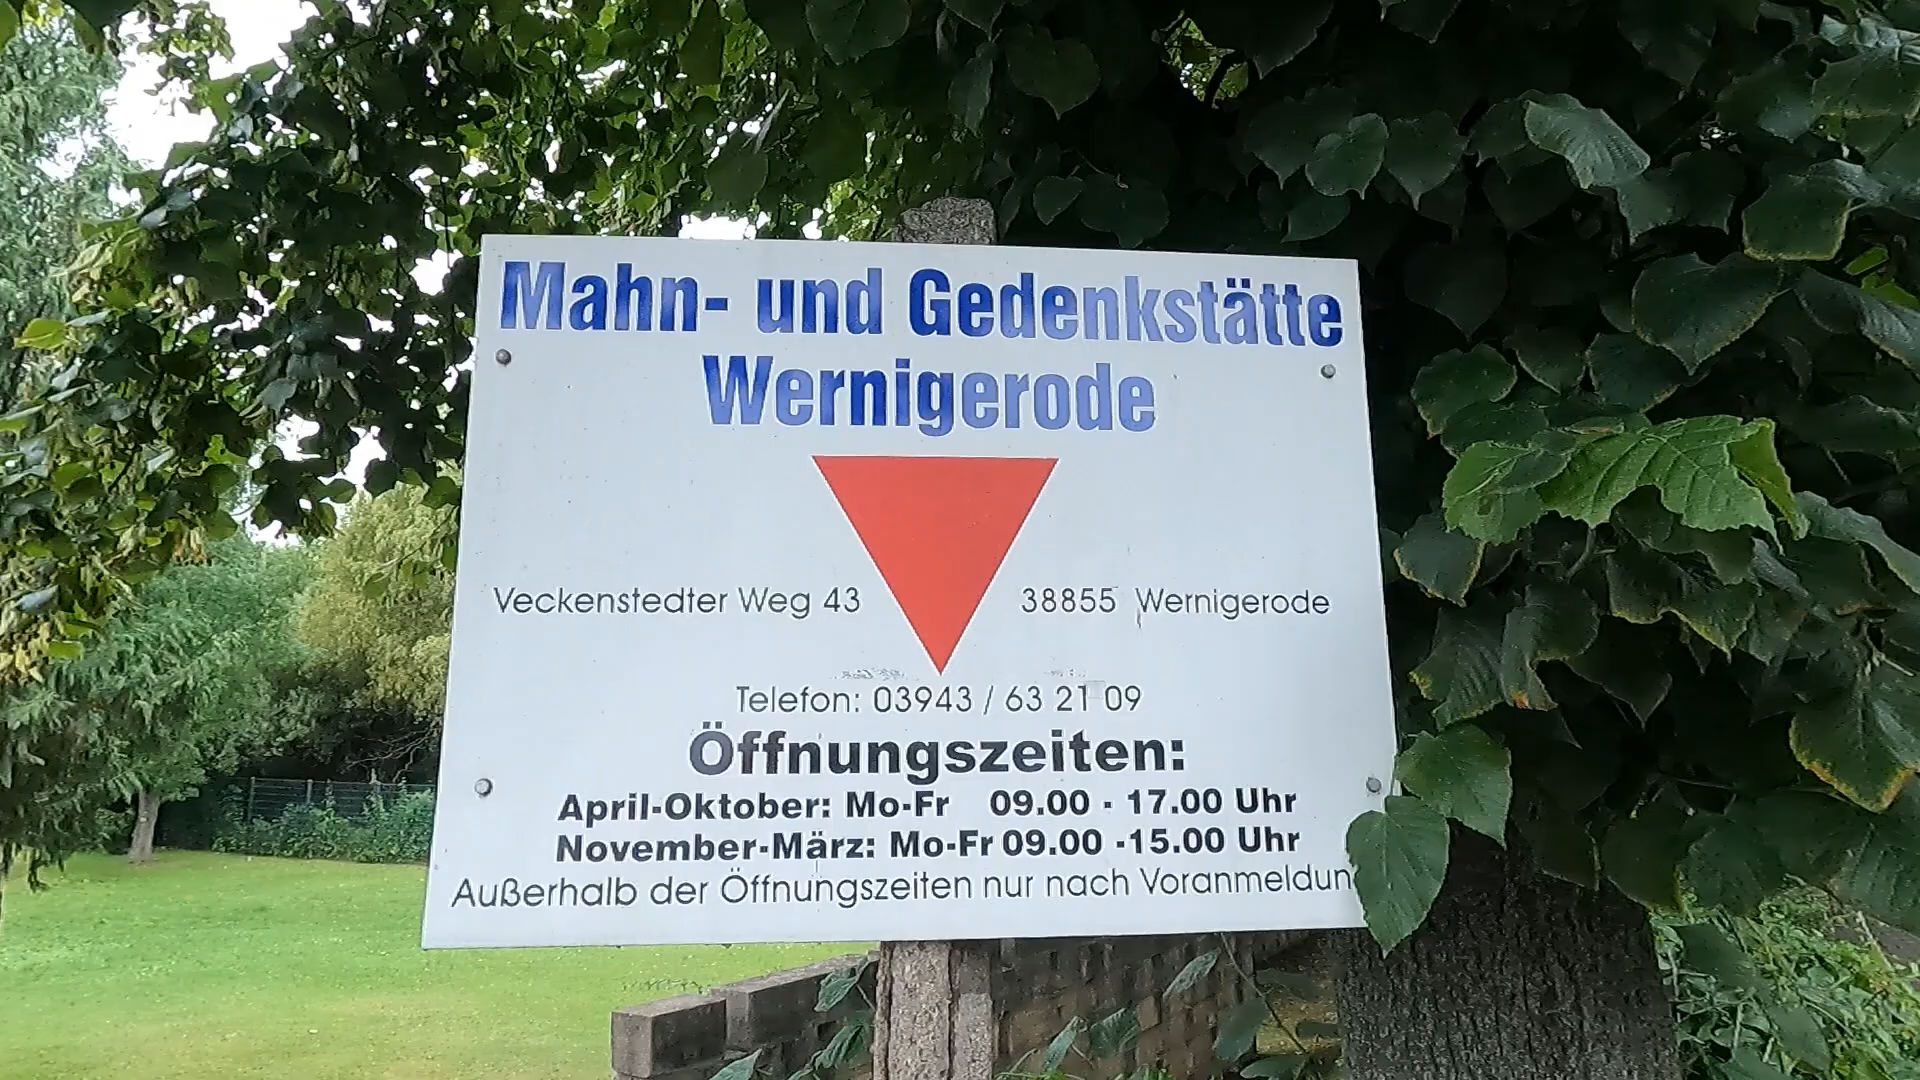 Mahn- und Gedenkstätte
Wernigerode
Veckenstedter Weg 43 38855 Wernigerode
Telefon: 03943 / 63 21 09
Öffnungszeiten:
April-Oktober: Mo-Fr 09.00 - 17.00 Uhr
November-März: Mo-Fr 09.00 -15.00 Uhr
Außerhalb der Öffnungszeiten nur nach Voranmeldun